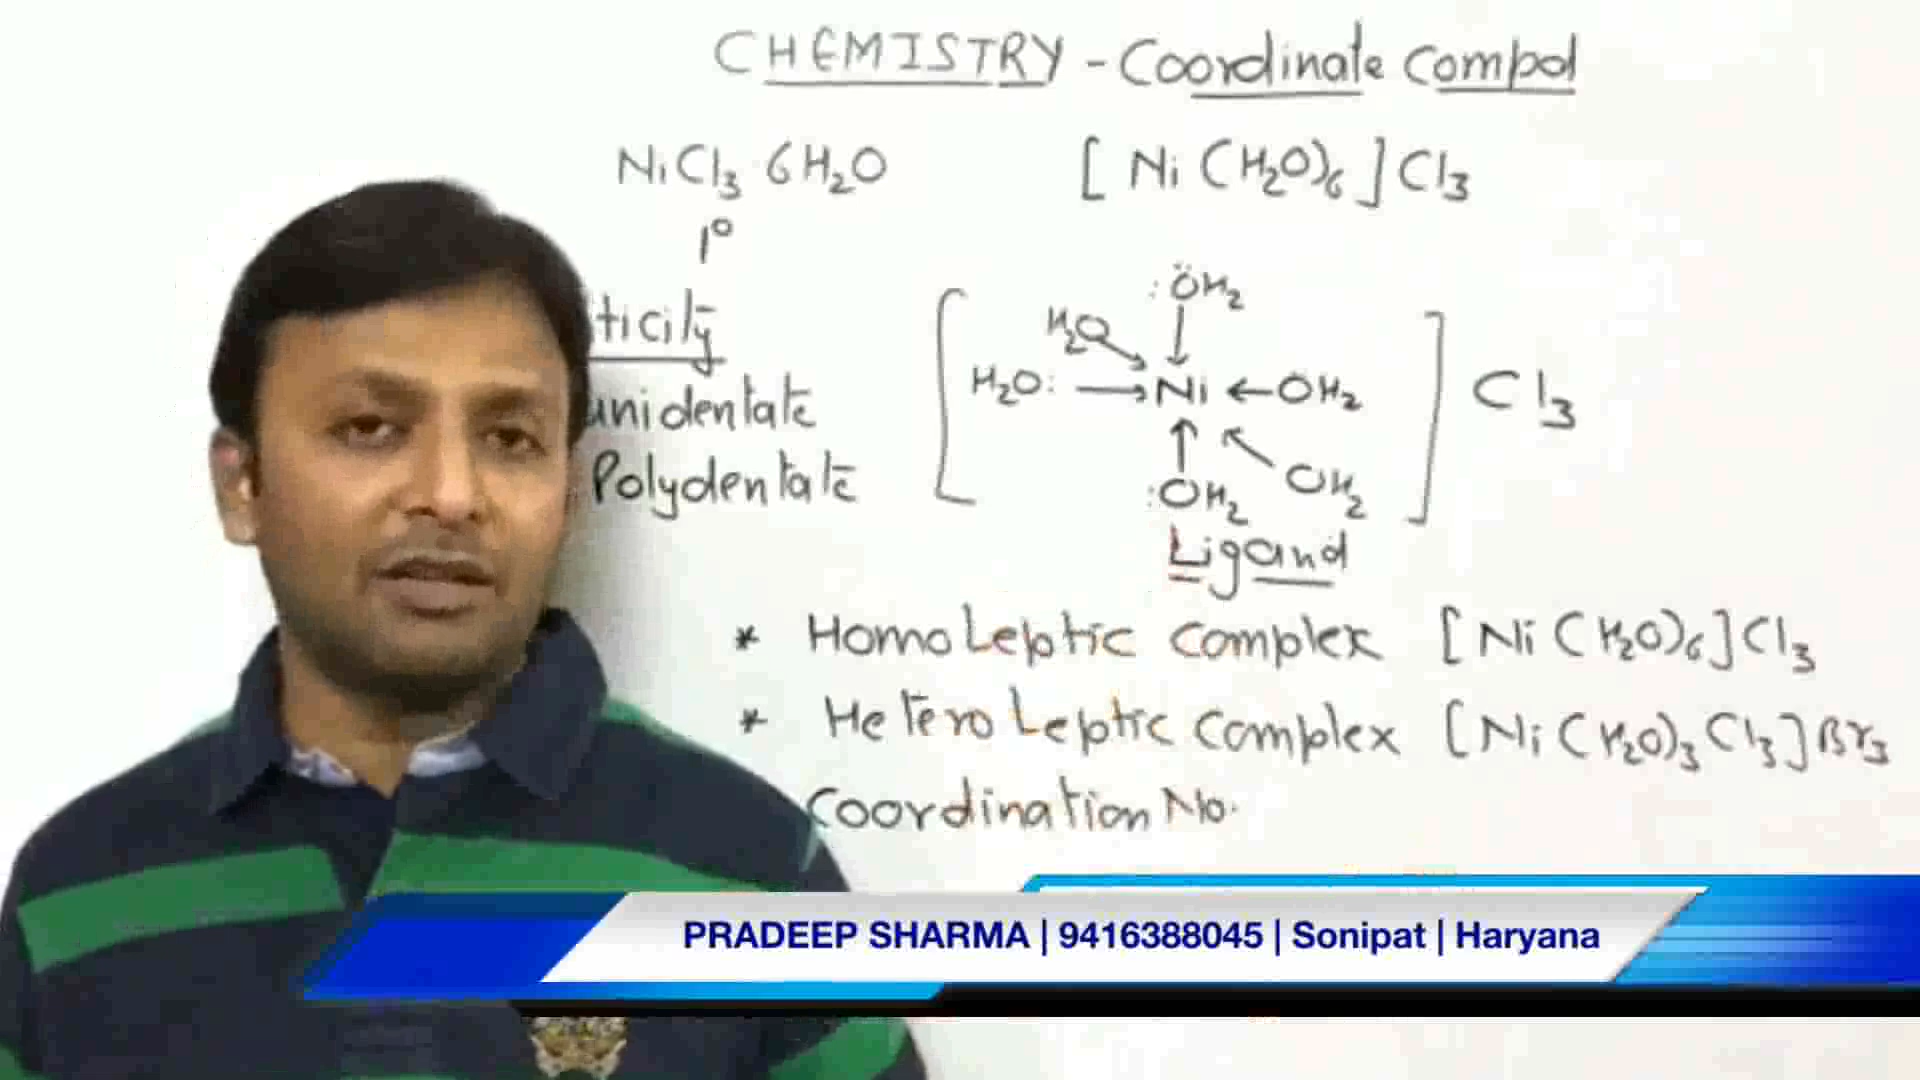 CHEMISTRY - Coordinate Compd
NiCl₃ 6H₂O
[Ni(H₂O)₆]Cl₃
1°
ticity
unidentate
Polydentate
:ÖH₂
H₂O
H₂O: → Ni ← OH₂
:OH₂
OH₂
Cl₃
Ligand
* HomoLeptic Complex [Ni(H₂O)₆]Cl₃
* HeteroLeptic Complex [Ni(H₂O)₃Cl₃]Br₃
Coordination No.
PRADEEP SHARMA | 9416388045 | Sonipat | Haryana